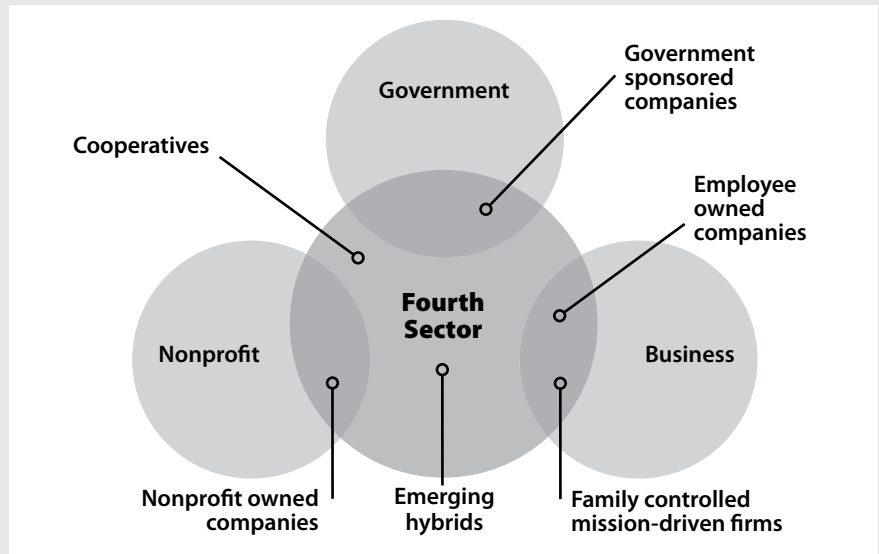 Government
Government
sponsored
companies
Cooperatives
Employee
owned
companies
Fourth
Sector
Nonprofit
Business
Nonprofit owned
companies
Emerging
hybrids
Family controlled
mission-driven firms